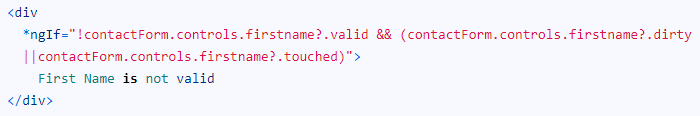 <div
*ngIf="!contactForm.controls.firstname?.valid && (contactForm.controls.firstname?.dirty
||contactForm.controls.firstname?.touched)">
First Name is not valid
</div>